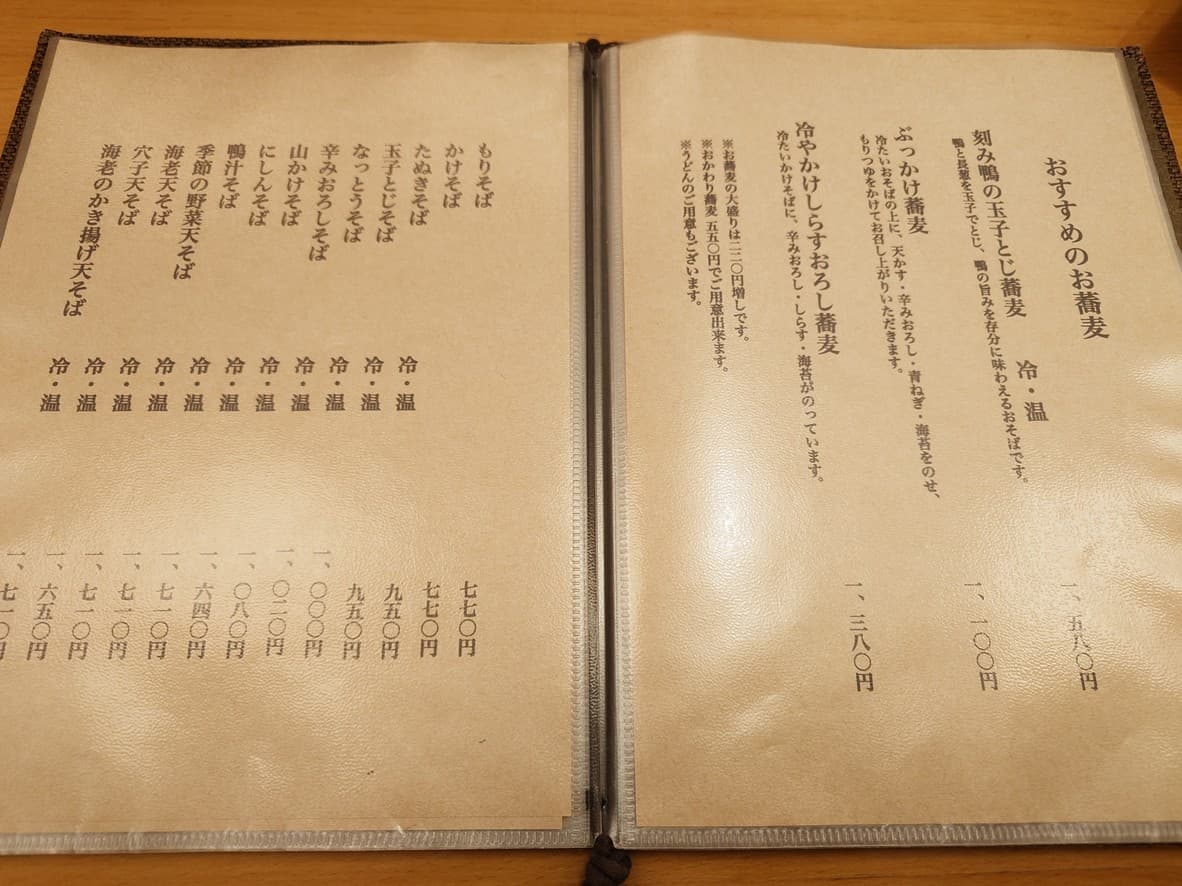 おすすめのお蕎麦
刻み鴨の玉子とじ蕎麦 冷・温 一、五八〇円
鴨と長葱を玉子でとじ、鴨の旨みを存分に味わえるおそばです。
ぶっかけ蕎麦 一、一〇〇円
冷たいおそばの上に、天かす・辛みおろし・青ねぎ・海苔をのせ、
もりつゆをかけてお召し上がりいただきます。
冷やかけしらすおろし蕎麦 一、三八〇円
冷たいかけそばに、辛みおろし・しらす・海苔がのっています。
※お蕎麦の大盛りは二二〇円増しです。
※おかわり蕎麦 五五〇円でご用意出来ます。
※うどんのご用意もございます。
もりそば 七七〇円
かけそば 七七〇円
たぬきそば 冷・温 九五〇円
玉子とじそば 冷・温 九五〇円
なっとうそば 冷・温 一、〇〇〇円
辛みおろしそば 冷・温 一、〇二〇円
山かけそば 冷・温 一、〇八〇円
にしんそば 冷・温 一、六四〇円
鴨汁そば 冷・温 一、七一〇円
季節の野菜天そば 冷・温 一、七一〇円
海老天そば 冷・温 一、七一〇円
穴子天そば 冷・温 一、六五〇円
海老のかき揚げ天そば 冷・温 一、七一〇円